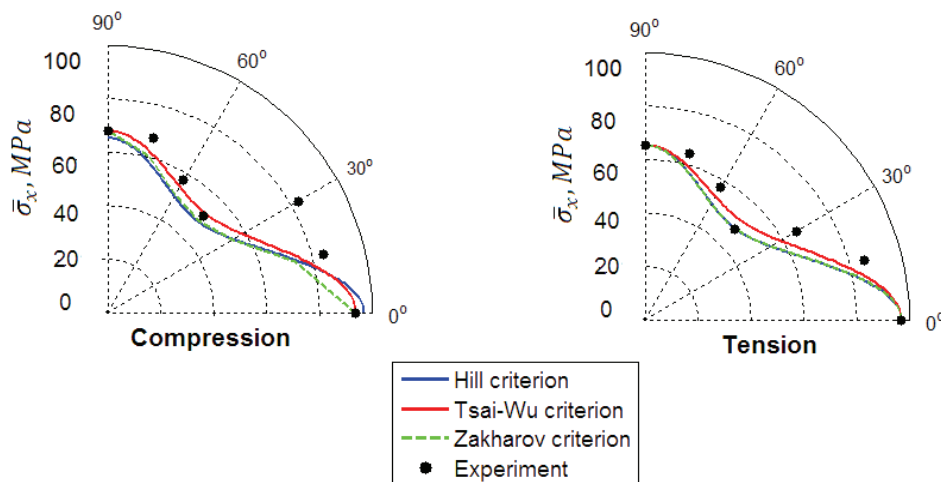 90°
100
80
60
40
20
0
σ̄x, MPa
60°
30°
0°
Compression
90°
100
80
60
40
20
0
σ̄x, MPa
60°
30°
0°
Tension
Hill criterion
Tsai-Wu criterion
Zakharov criterion
Experiment